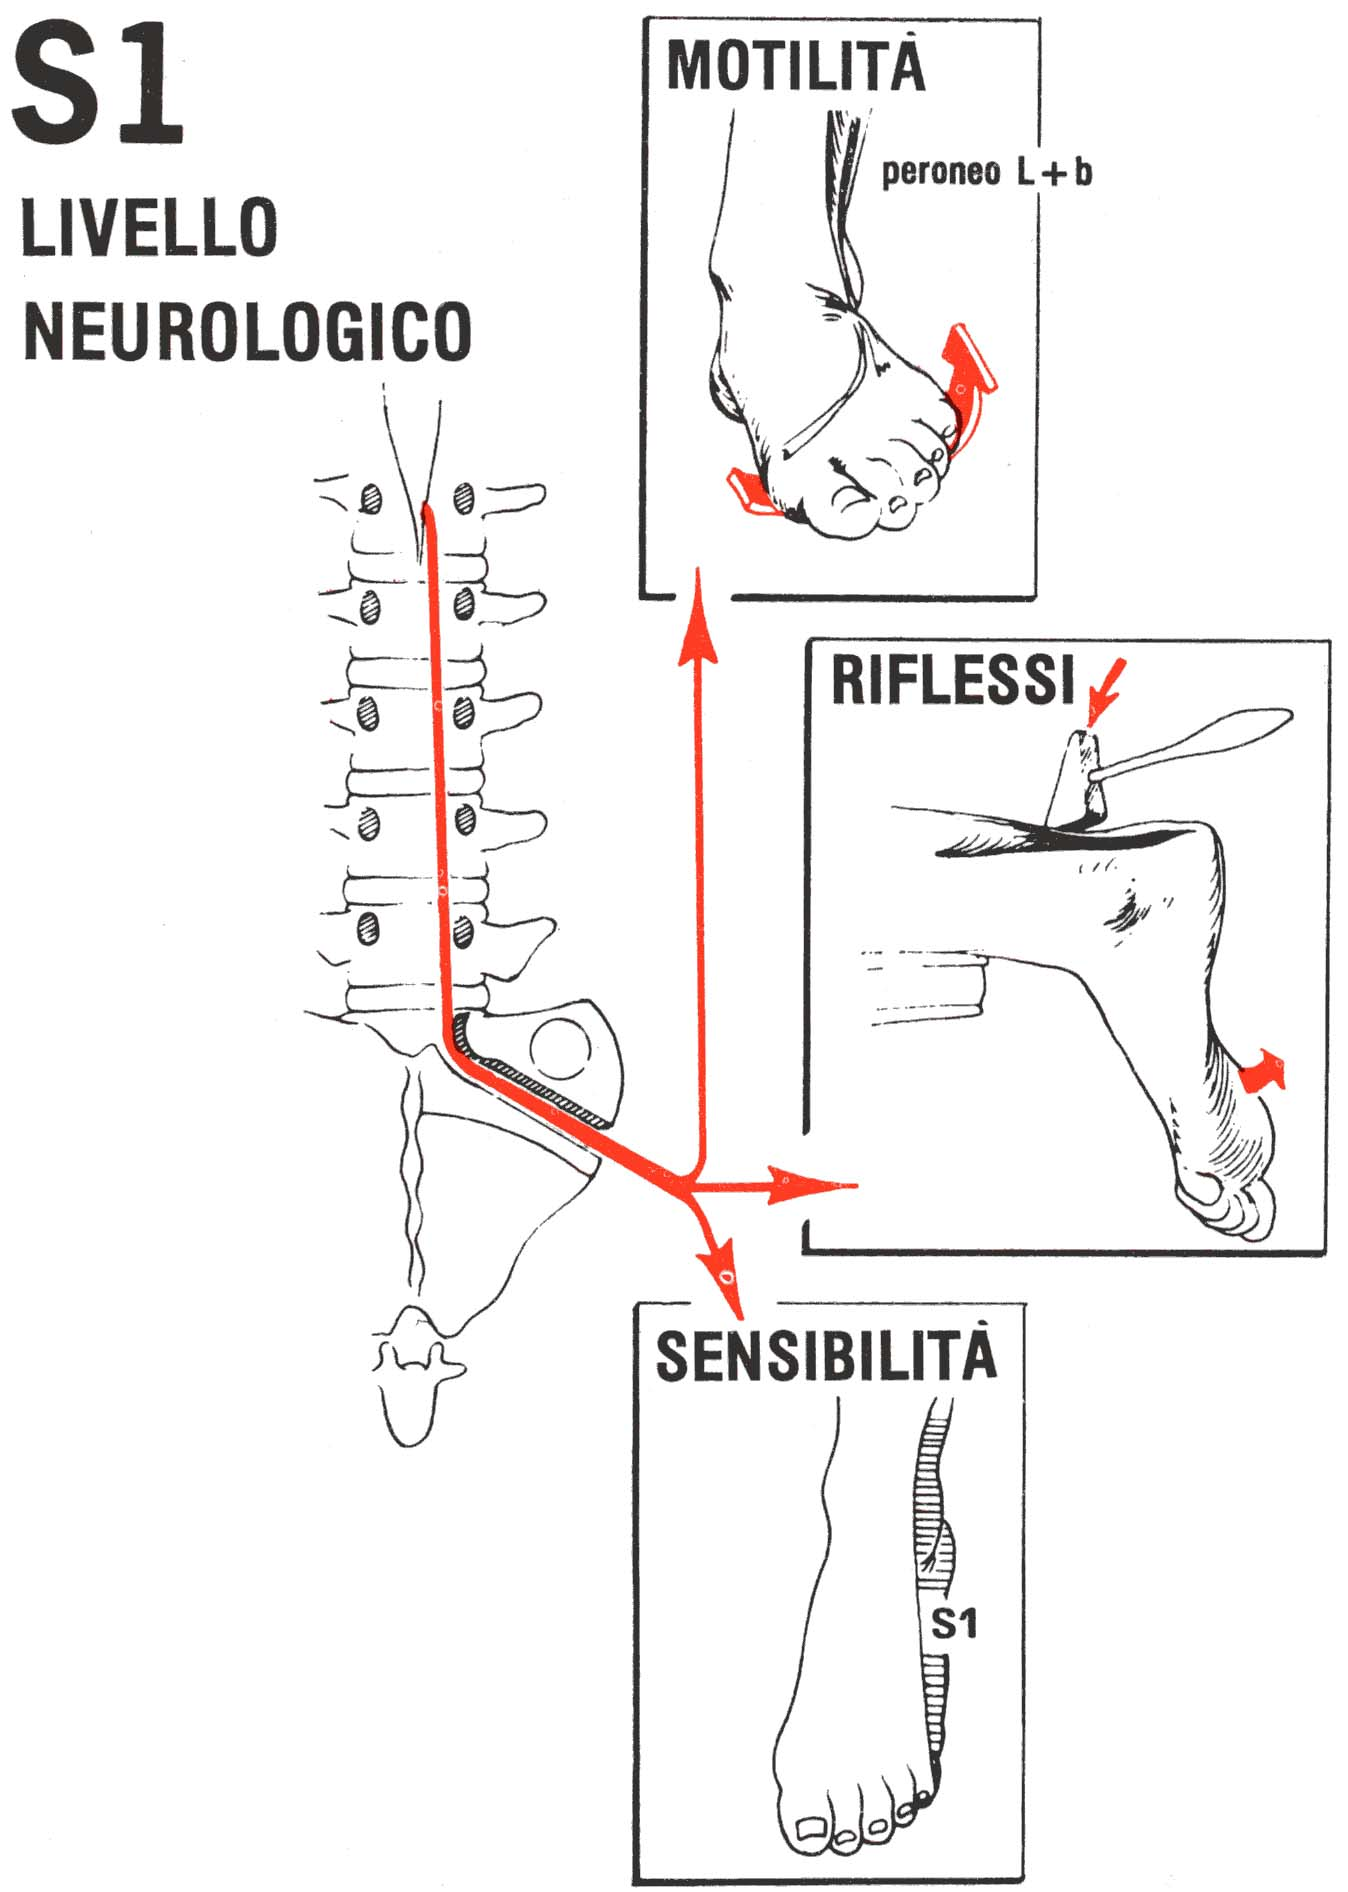 S1
LIVELLO
NEUROLOGICO
MOTILITÀ
peroneo L+b
RIFLESSI
SENSIBILITÀ
S1